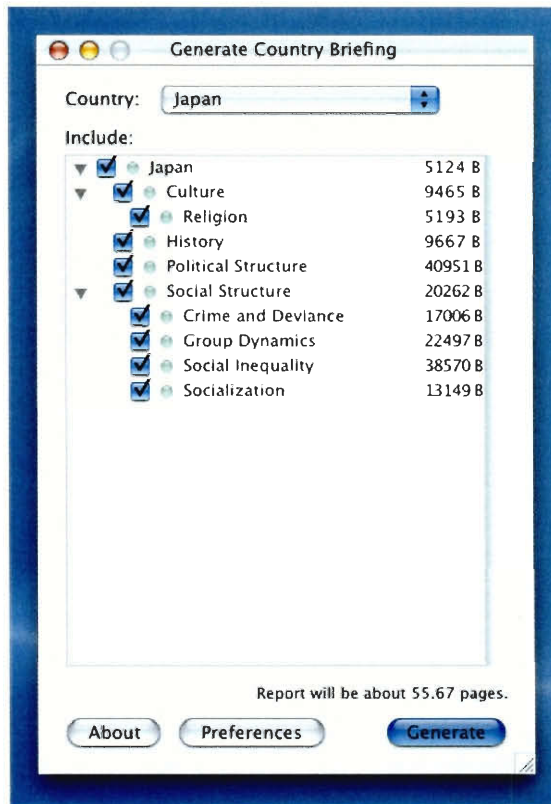 Generate Country Briefing
Country: Japan
Include:
Japan 5124 B
Culture 9465 B
Religion 5193 B
History 9667 B
Political Structure 40951 B
Social Structure 20262 B
Crime and Deviance 17006 B
Group Dynamics 22497 B
Social Inequality 38570 B
Socialization 13149 B
Report will be about 55.67 pages.
About Preferences Generate